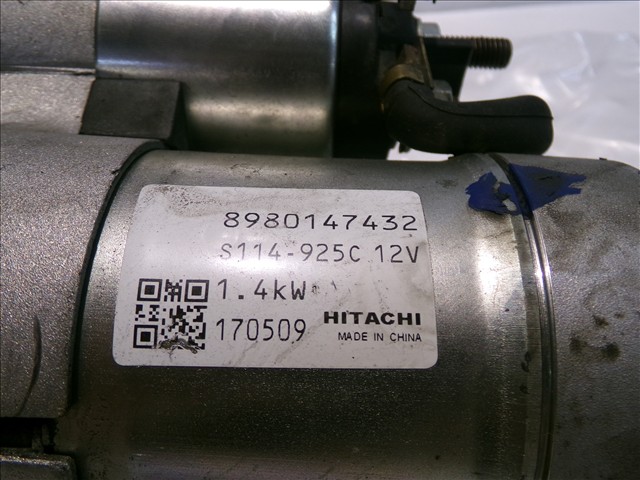 8980147432
S114-925C 12V
1.4kW
170509 HITACHI
MADE IN CHINA